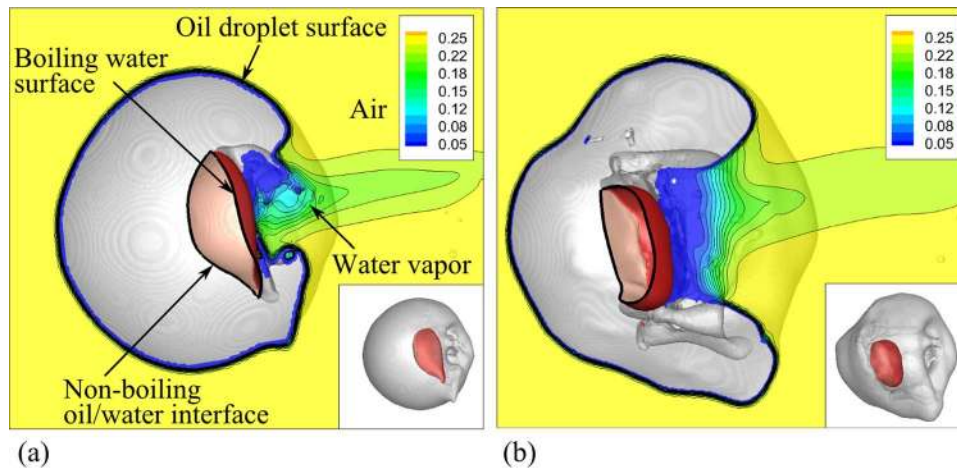 Oil droplet surface
Boiling water
surface
Air
0.25
0.22
0.18
0.15
0.12
0.08
0.05
Water vapor
Non-boiling
oil/water interface
(a)
0.25
0.22
0.18
0.15
0.12
0.08
0.05
(b)